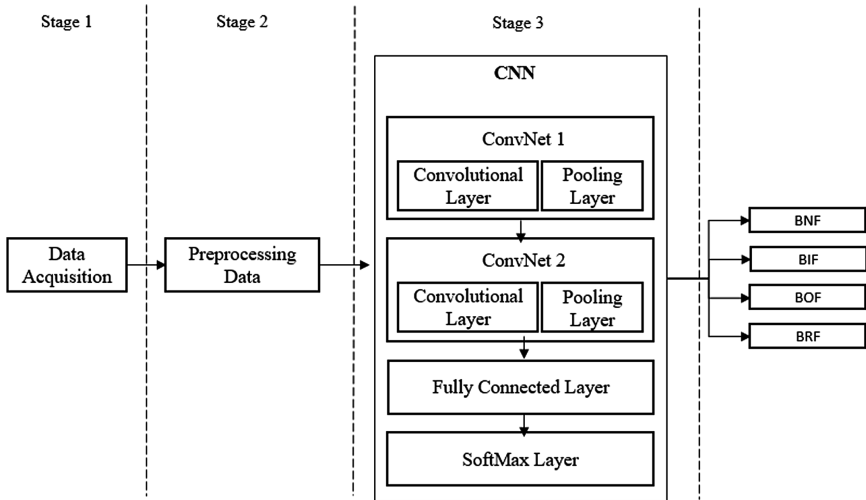 Stage 1
Stage 2
Stage 3
CNN
ConvNet 1
Convolutional
Layer
Pooling
Layer
Data
Acquisition
Preprocessing
Data
ConvNet 2
Convolutional
Layer
Pooling
Layer
Fully Connected Layer
SoftMax Layer
BNF
BIF
BOF
BRF